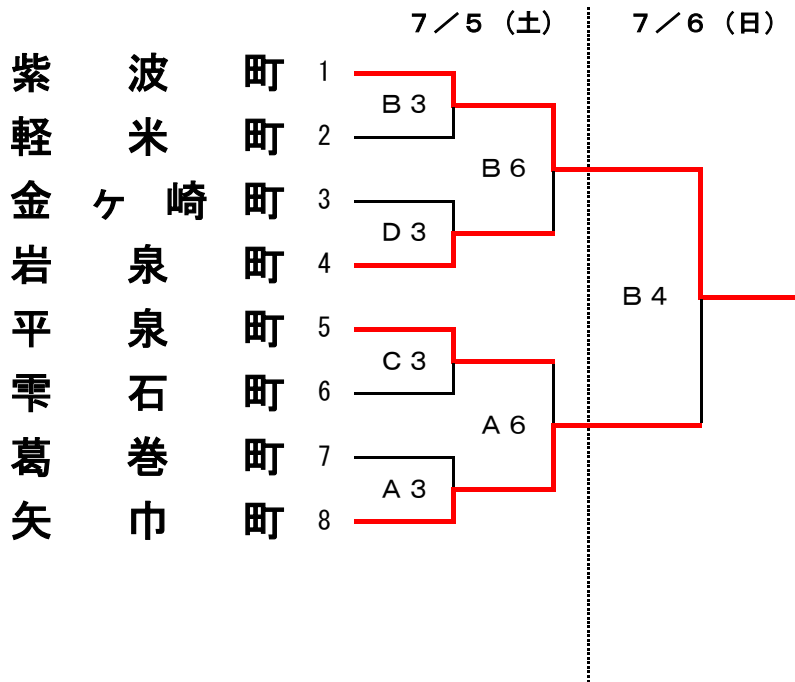 ７／５（土） ７／６（日）
紫波町 1
Ｂ３
軽米町 2
Ｂ６
金ヶ崎町 3
Ｄ３
岩泉町 4
Ｂ４
平泉町 5
Ｃ３
雫石町 6
Ａ６
葛巻町 7
Ａ３
矢巾町 8